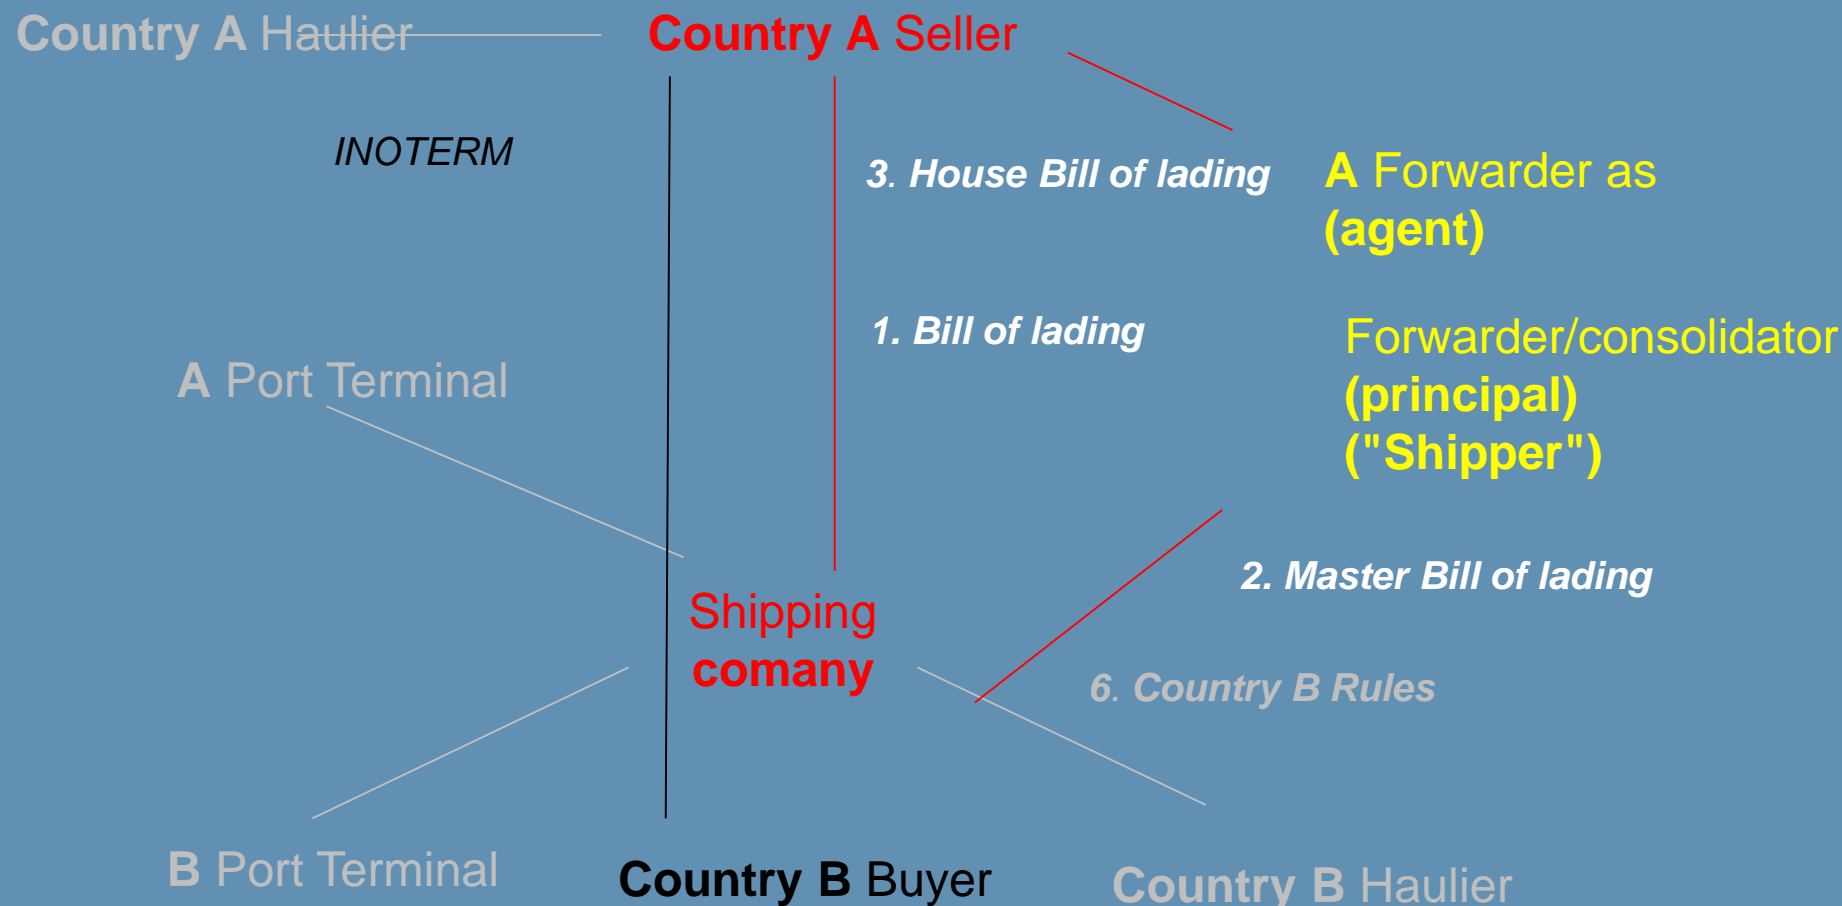 Country A Haulier
Country A Seller
INOTERM
3. House Bill of lading
A Forwarder as
(agent)
1. Bill of lading
Forwarder/consolidator
(principal)
("Shipper")
A Port Terminal
2. Master Bill of lading
Shipping
comany
6. Country B Rules
B Port Terminal
Country B Buyer
Country B Haulier